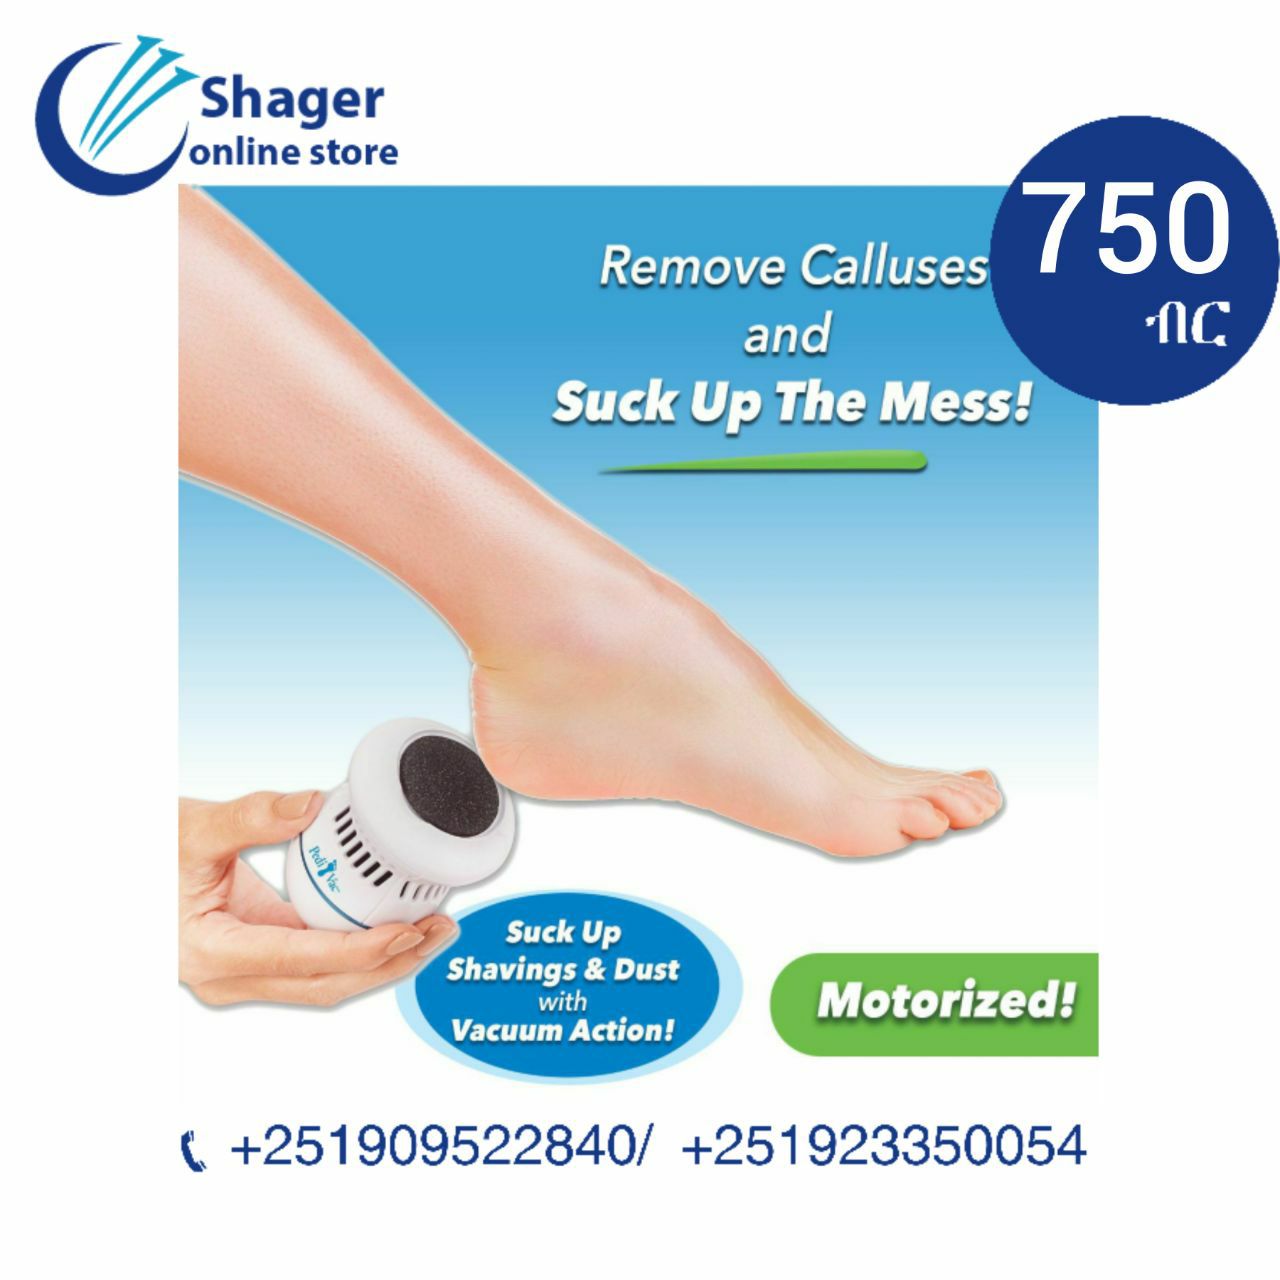 Shager
online store
750
ብር
Remove Calluses
and
Suck Up The Mess!
Pedi Vac
Suck Up
Shavings & Dust
with
Vacuum Action!
Motorized!
+251909522840/ +251923350054